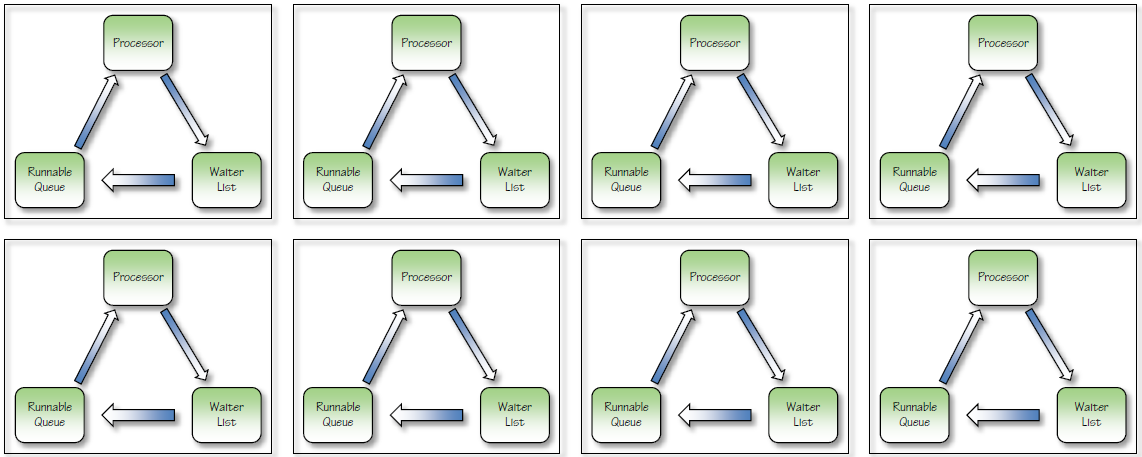 Processor
Runnable
Queue
Waiter
List
Processor
Runnable
Queue
Waiter
List
Processor
Runnable
Queue
Waiter
List
Processor
Runnable
Queue
Waiter
List
Processor
Runnable
Queue
Waiter
List
Processor
Runnable
Queue
Waiter
List
Processor
Runnable
Queue
Waiter
List
Processor
Runnable
Queue
Waiter
List